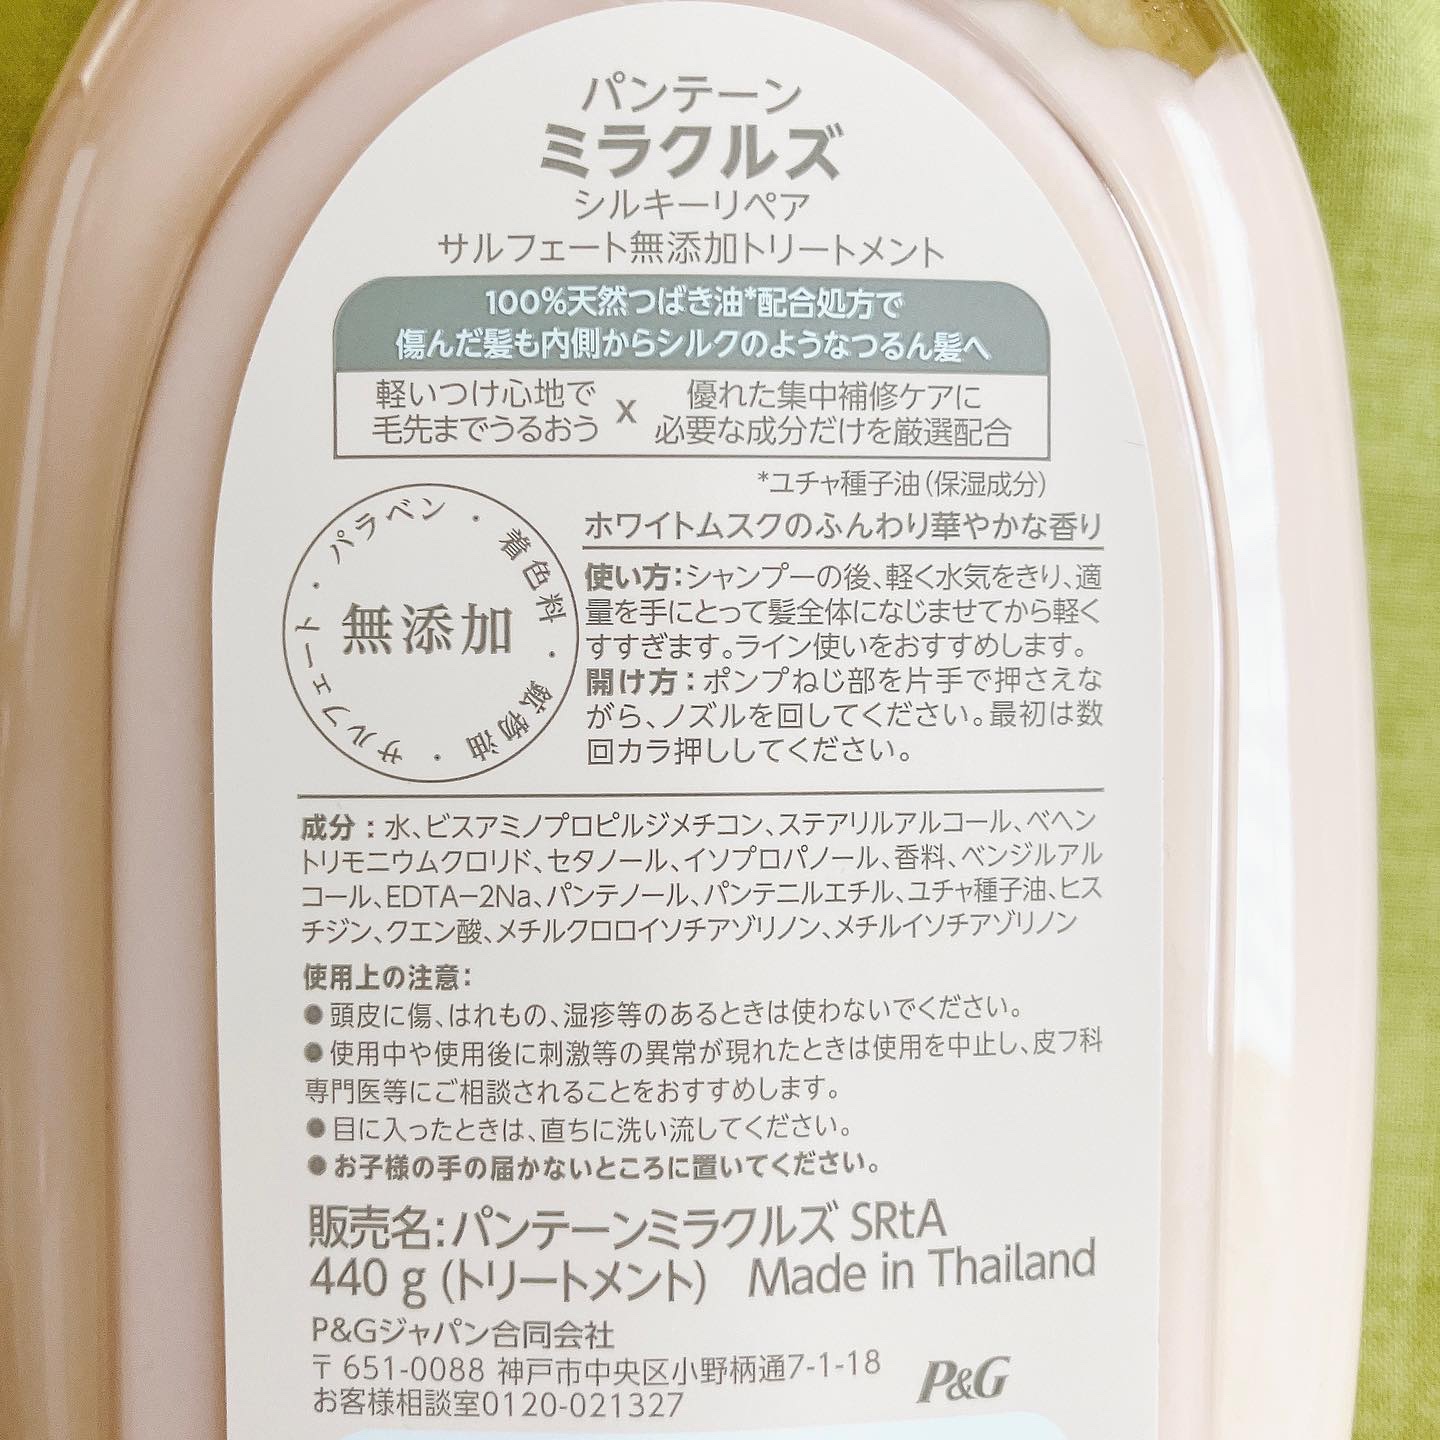 パンテーン
ミラクルズ
シルキーリペア
サルフェート無添加トリートメント
100%天然つばき油*配合処方で
傷んだ髪も内側からシルクのようなつるん髪へ
軽いつけ心地で
毛先までうるおう
x
優れた集中補修ケアに
必要な成分だけを厳選配合
*ユチャ種子油(保湿成分)
サルフェート・パラベン・着色料・鉱物油・
無添加
ホワイトムスクのふんわり華やかな香り
使い方:シャンプーの後、軽く水気をきり、適
量を手にとって髪全体になじませてから軽く
すすぎます。ライン使いをおすすめします。
開け方:ポンプねじ部を片手で押さえな
がら、ノズルを回してください。最初は数
回カラ押ししてください。
成分:水、ビスアミノプロピルジメチコン、ステアリルアルコール、ベヘン
トリモニウムクロリド、セタノール、イソプロパノール、香料、ベンジルアル
コール、EDTA-2Na、パンテノール、パンテニルエチル、ユチャ種子油、ヒス
チジン、クエン酸、メチルクロロイソチアゾリノン、メチルイソチアゾリノン
使用上の注意:
●頭皮に傷、はれもの、湿疹等のあるときは使わないでください。
●使用中や使用後に刺激等の異常が現れたときは使用を中止し、皮フ科
専門医等にご相談されることをおすすめします。
●目に入ったときは、直ちに洗い流してください。
●お子様の手の届かないところに置いてください。
販売名:パンテーンミラクルズ SRtA
440 g (トリートメント) Made in Thailand
P&Gジャパン合同会社
〒651-0088 神戸市中央区小野柄通7-1-18
お客様相談室0120-021327
P&G